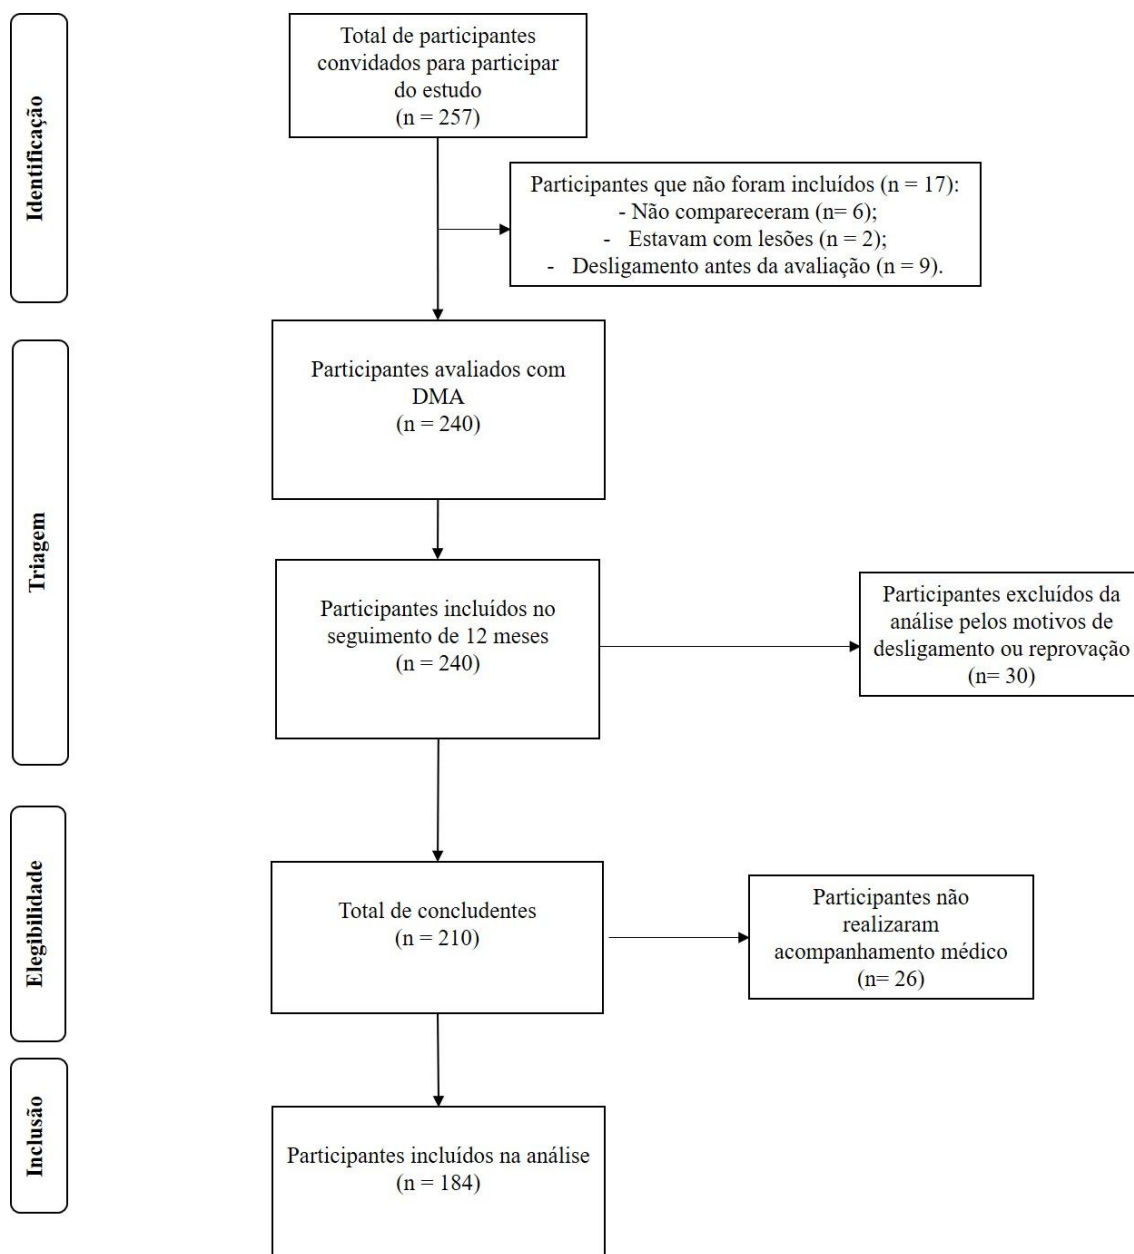 Identificação
Total de participantes
convidados para participar
do estudo
(n = 257)
Participantes que não foram incluídos (n = 17):
- Não compareceram (n= 6);
- Estavam com lesões (n = 2);
- Desligamento antes da avaliação (n = 9).
Triagem
Participantes avaliados com
DMA
(n = 240)
Participantes incluídos no
seguimento de 12 meses
(n = 240)
Participantes excluídos da
análise pelos motivos de
desligamento ou reprovação
(n= 30)
Elegibilidade
Total de concludentes
(n = 210)
Participantes não
realizaram
acompanhamento médico
(n= 26)
Inclusão
Participantes incluídos na análise
(n = 184)